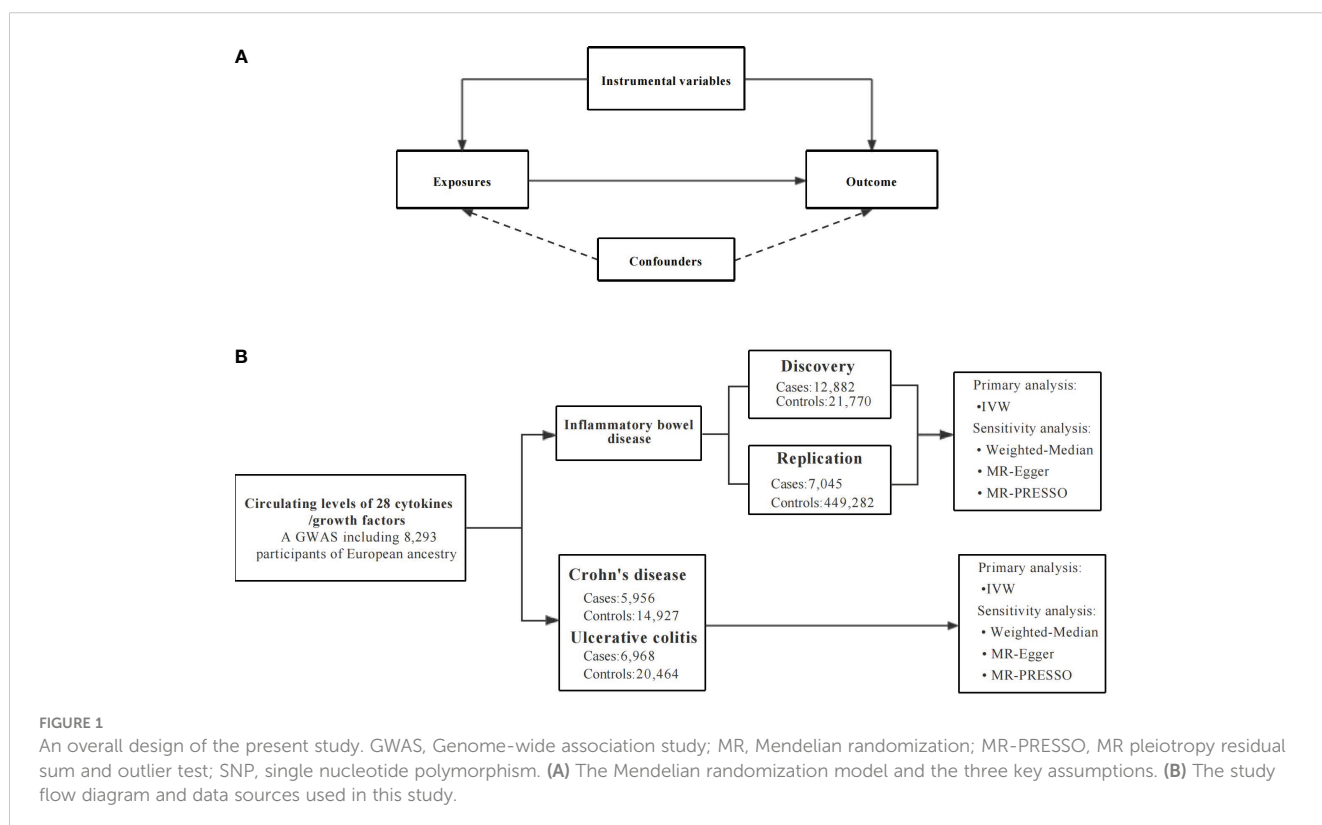 A
Instrumental variables
Exposures
Outcome
Confounders
B
Circulating levels of 28 cytokines
/growth factors
A GWAS including 8,293
participants of European ancestry
Inflammatory bowel
disease
Discovery
Cases:12,882
Controls:21,770
Replication
Cases:7,045
Controls:449,282
Primary analysis:
•IVW
Sensitivity analysis:
• Weighted-Median
• MR-Egger
• MR-PRESSO
Crohn's disease
Cases:5,956
Controls:14,927
Ulcerative colitis
Cases:6,968
Controls:20,464
Primary analysis:
•IVW
Sensitivity analysis:
• Weighted-Median
• MR-Egger
• MR-PRESSO
FIGURE 1
An overall design of the present study. GWAS, Genome-wide association study; MR, Mendelian randomization; MR-PRESSO, MR pleiotropy residual
sum and outlier test; SNP, single nucleotide polymorphism. (A) The Mendelian randomization model and the three key assumptions. (B) The study
flow diagram and data sources used in this study.